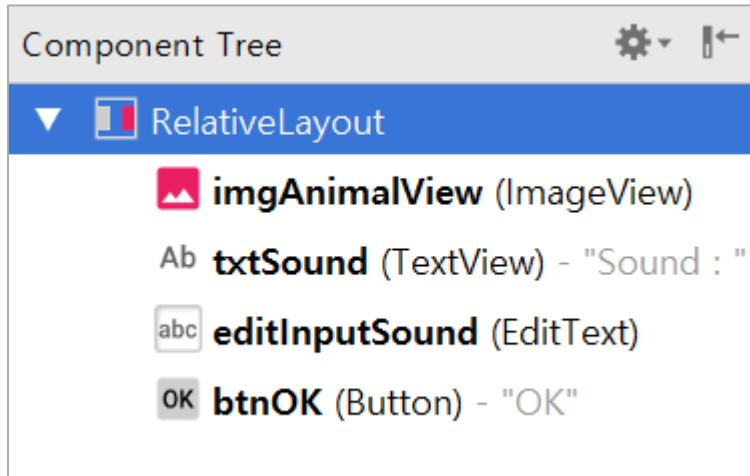 Component Tree
RelativeLayout
imgAnimalView (ImageView)
Ab txtSound (TextView) - "Sound : "
abc editInputSound (EditText)
OK btnOK (Button) - "OK"